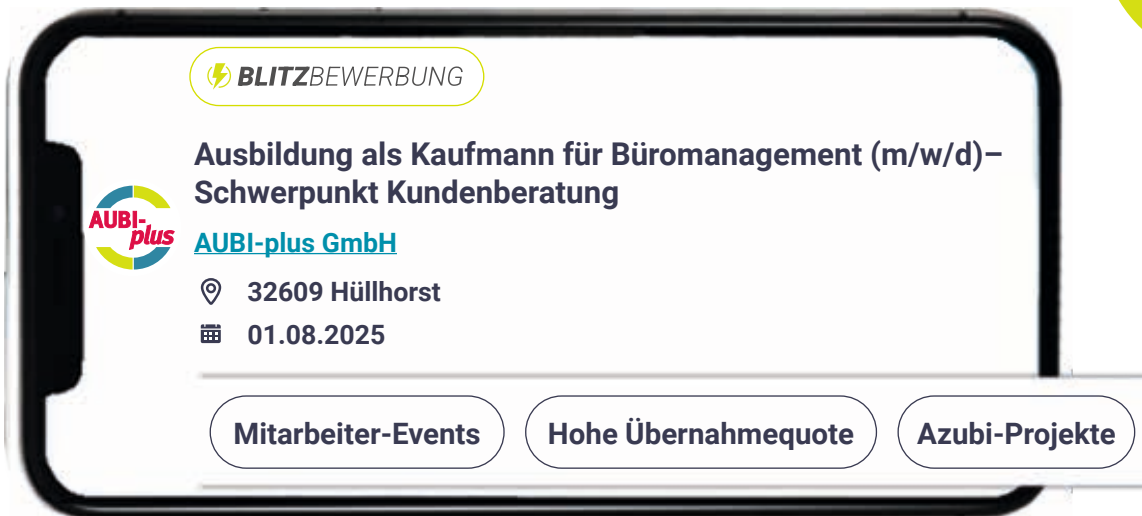 BLITZBEWERBUNG
Ausbildung als Kaufmann für Büromanagement (m/w/d)–
Schwerpunkt Kundenberatung
AUBI-
plus
AUBI-plus GmbH
32609 Hüllhorst
01.08.2025
Mitarbeiter-Events
Hohe Übernahmequote
Azubi-Projekte